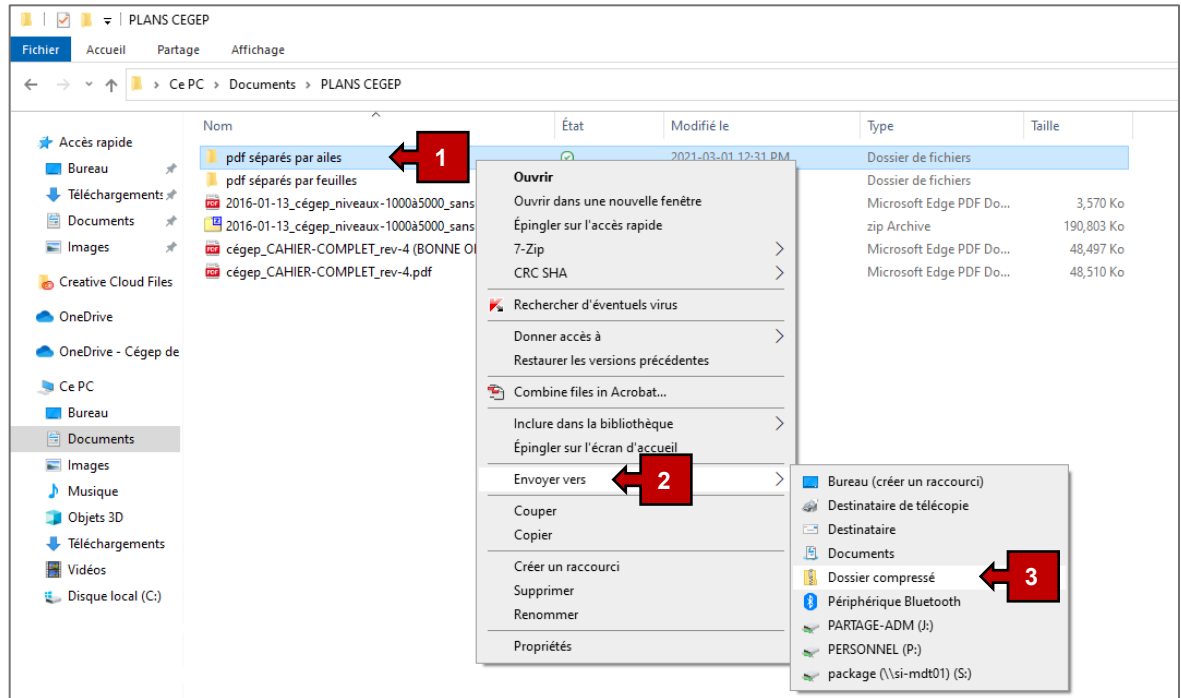 PLANS CEGEP
Fichier Accueil Partage Affichage
Ce PC > Documents > PLANS CEGEP
Nom État Modifié le Type Taille
Accès rapide
Bureau
Téléchargements
Documents
Images
Creative Cloud Files
OneDrive
OneDrive - Cégep de
Ce PC
Bureau
Documents
Images
Musique
Objets 3D
Téléchargements
Vidéos
Disque local (C:)
pdf séparés par ailes 1 2021-03-01 12:31 PM Dossier de fichiers
pdf séparés par feuilles Dossier de fichiers
2016-01-13_cégep_niveaux-1000à5000_sans Microsoft Edge PDF Do... 3,570 Ko
2016-01-13_cégep_niveaux-1000à5000_sans zip Archive 190,803 Ko
cégep_CAHIER-COMPLET_rev-4 (BONNE Microsoft Edge PDF Do... 48,497 Ko
cégep_CAHIER-COMPLET_rev-4.pdf Microsoft Edge PDF Do... 48,510 Ko
Ouvrir
Ouvrir dans une nouvelle fenêtre
Épingler sur l'accès rapide
7-Zip
CRC SHA
Rechercher d'éventuels virus
Donner accès à
Restaurer les versions précédentes
Combine files in Acrobat...
Inclure dans la bibliothèque
Épingler sur l'écran d'accueil
Envoyer vers 2
Couper
Copier
Créer un raccourci
Supprimer
Renommer
Propriétés
Bureau (créer un raccourci)
Destinataire de télécopie
Destinataire
Documents
Dossier compressé 3
Périphérique Bluetooth
PARTAGE-ADM (J:)
PERSONNEL (P:)
package (\\si-mdt01) (S:)